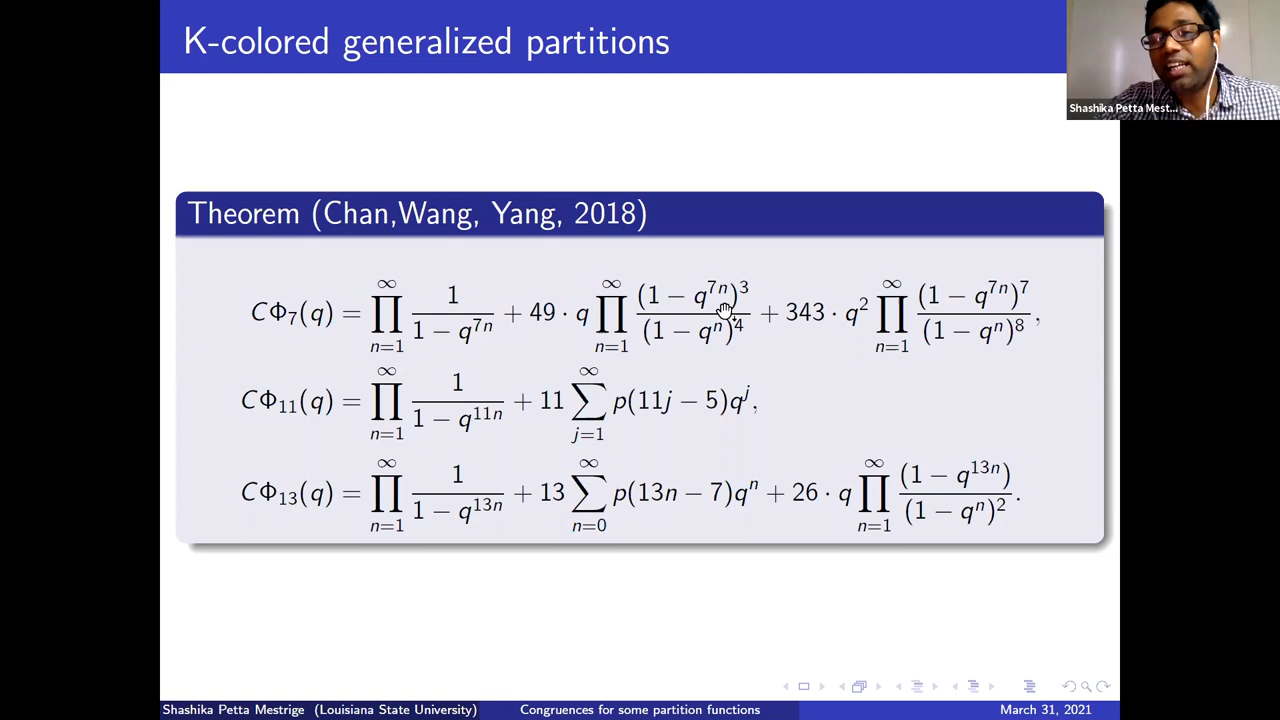 K-colored generalized partitions
Shashika Petta Mest...
Theorem (Chan,Wang, Yang, 2018)
CΦ₇(q) = ∏_{n=1}^{∞} 1/(1 − q^{7n}) + 49 · q ∏_{n=1}^{∞} (1 − q^{7n})^3/(1 − q^n)^4 + 343 · q^2 ∏_{n=1}^{∞} (1 − q^{7n})^7/(1 − q^n)^8,
CΦ₁₁(q) = ∏_{n=1}^{∞} 1/(1 − q^{11n}) + 11 ∑_{j=1}^{∞} p(11j − 5)q^j,
CΦ₁₃(q) = ∏_{n=1}^{∞} 1/(1 − q^{13n}) + 13 ∑_{n=0}^{∞} p(13n − 7)q^n + 26 · q ∏_{n=1}^{∞} (1 − q^{13n})/(1 − q^n)^2.
Shashika Petta Mestrige (Louisiana State University) Congruences for some partition functions March 31, 2021